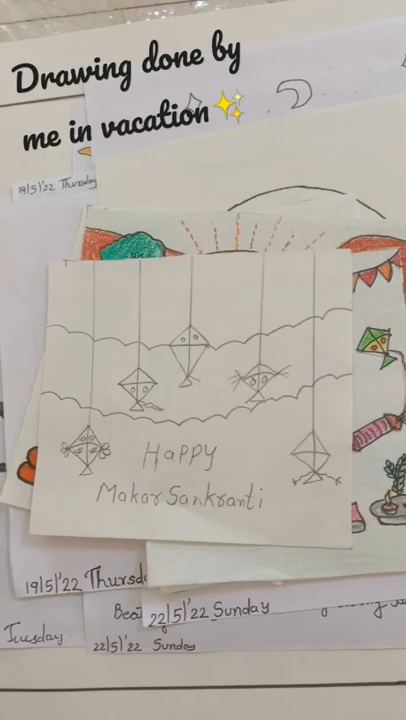 Drawing done by
me in vacation✨
19/5/'22 Thursday
Happy
Makar Sankranti
19/5/'22 Thursd
Beat
22/5/'22 Sunday
Tuesday
22/5/'22 Sunday